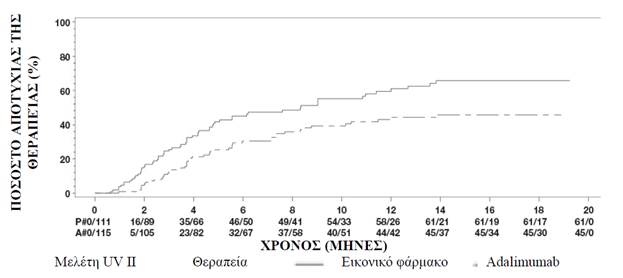 ΠΟΣΟΣΤΟ ΑΠΟΤΥΧΙΑΣ ΤΗΣ
ΘΕΡΑΠΕΙΑΣ (%)
100
80
60
40
20
0
0 2 4 6 8 10 12 14 16 18 20
P#0/111 16/89 35/66 46/50 49/41 54/33 58/26 61/21 61/19 61/17 61/0
A#0/115 5/105 23/82 32/67 37/58 40/51 44/42 45/37 45/34 45/30 45/0
ΧΡΟΝΟΣ (ΜΗΝΕΣ)
Μελέτη UV II Θεραπεία Εικονικό φάρμακο Adalimumab